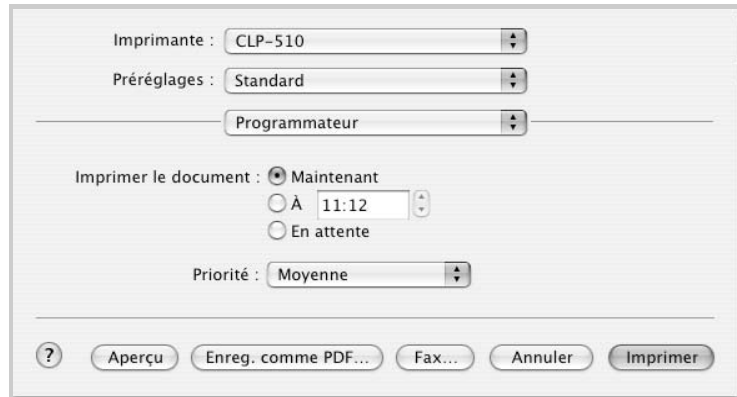 Imprimante : CLP-510
Préréglages : Standard
Programmateur
Imprimer le document : Maintenant
À 11:12
En attente
Priorité : Moyenne
? Aperçu Enreg. comme PDF... Fax... Annuler Imprimer